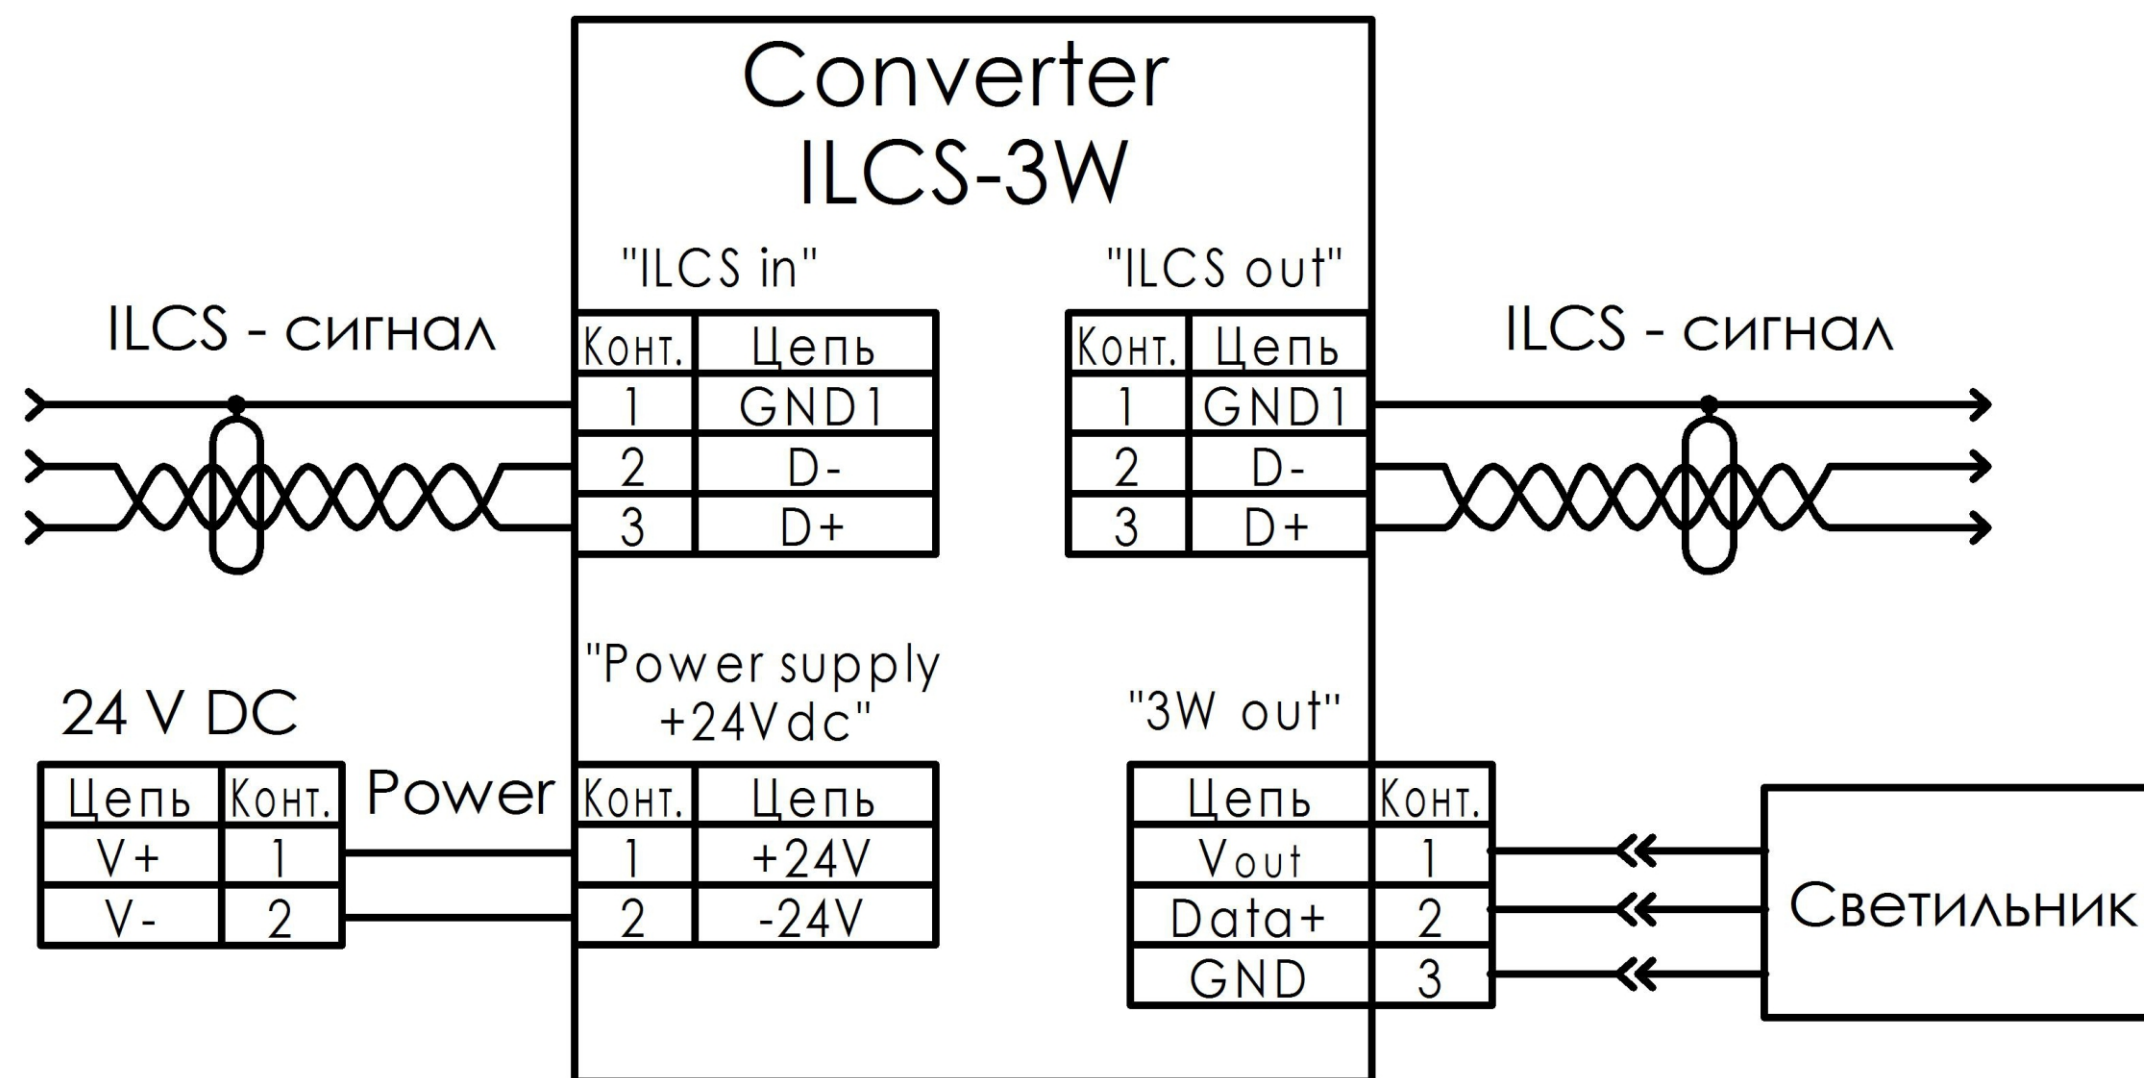 Converter
ILCS-3W
"ILCS in"
"ILCS out"
ILCS - сигнал
Конт. Цепь
1 GND1
2 D-
3 D+
Конт. Цепь
1 GND1
2 D-
3 D+
ILCS - сигнал
24 V DC
Цепь Конт.
V+ 1
V- 2
Power
"Power supply
+24Vdc"
Конт. Цепь
1 +24V
2 -24V
"3W out"
Цепь Конт.
Vout 1
Data+ 2
GND 3
Светильник